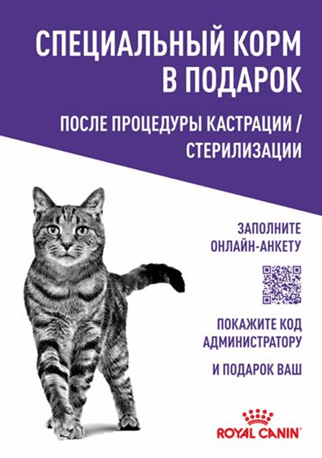 СПЕЦИАЛЬНЫЙ КОРМ
В ПОДАРОК
ПОСЛЕ ПРОЦЕДУРЫ КАСТРАЦИИ /
СТЕРИЛИЗАЦИИ
ЗАПОЛНИТЕ
ОНЛАЙН-АНКЕТУ
ПОКАЖИТЕ КОД
АДМИНИСТРАТОРУ
И ПОДАРОК ВАШ
ROYAL CANIN